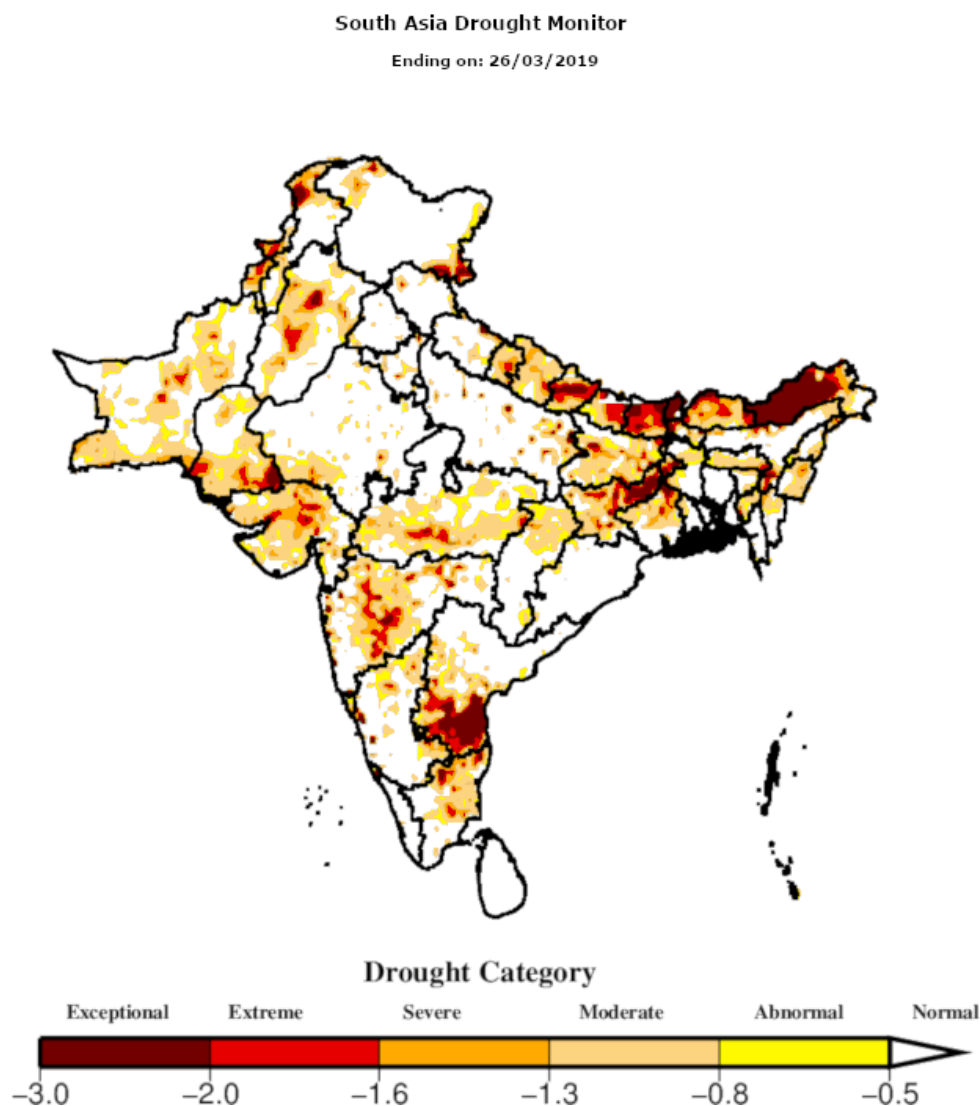 South Asia Drought Monitor
Ending on: 26/03/2019
Drought Category
Exceptional Extreme Severe Moderate Abnormal Normal
−3.0 −2.0 −1.6 −1.3 −0.8 −0.5